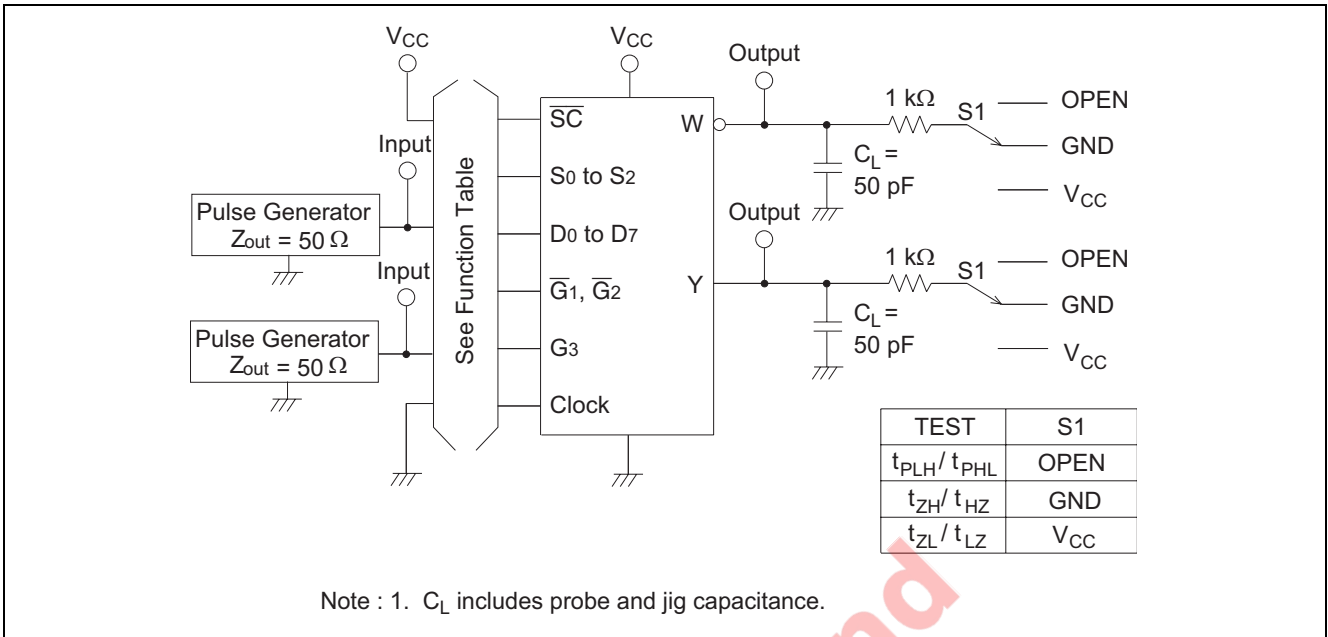 VCC
VCC
Output
Input
See Function Table
SC
S0 to S2
D0 to D7
G1, G2
G3
Clock
W
Y
1 kΩ
S1
OPEN
GND
VCC
CL =
50 pF
Pulse Generator
Zout = 50 Ω
Input
Pulse Generator
Zout = 50 Ω
Output
1 kΩ
S1
OPEN
GND
VCC
CL =
50 pF
TEST S1
tPLH / tPHL OPEN
tZH / tHZ GND
tZL / tLZ VCC
Note : 1. CL includes probe and jig capacitance.
nd